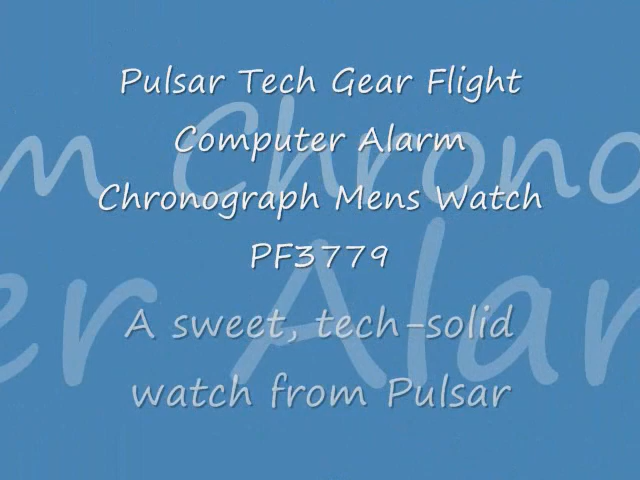 Pulsar Tech Gear Flight
Computer Alarm
Chronograph Mens Watch
PF3779
A sweet, tech-solid
watch from Pulsar